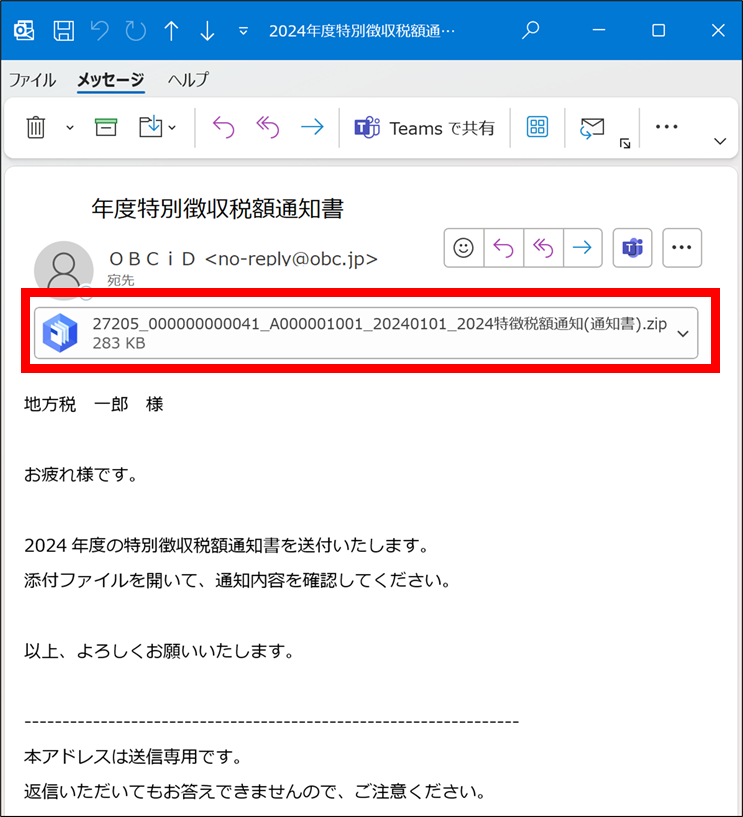 2024年度特別徴収税額通…
ファイル メッセージ ヘルプ
Teams で共有
年度特別徴収税額通知書
ＯＢＣｉＤ <no-reply@obc.jp>
宛先
27205_000000000041_A000001001_20240101_2024特徴税額通知(通知書).zip
283 KB
地方税　一郎　様
お疲れ様です。
2024 年度の特別徴収税額通知書を送付いたします。
添付ファイルを開いて、通知内容を確認してください。
以上、よろしくお願いいたします。
-----------------------------------------------------------------
本アドレスは送信専用です。
返信いただいてもお答えできませんので、ご注意ください。